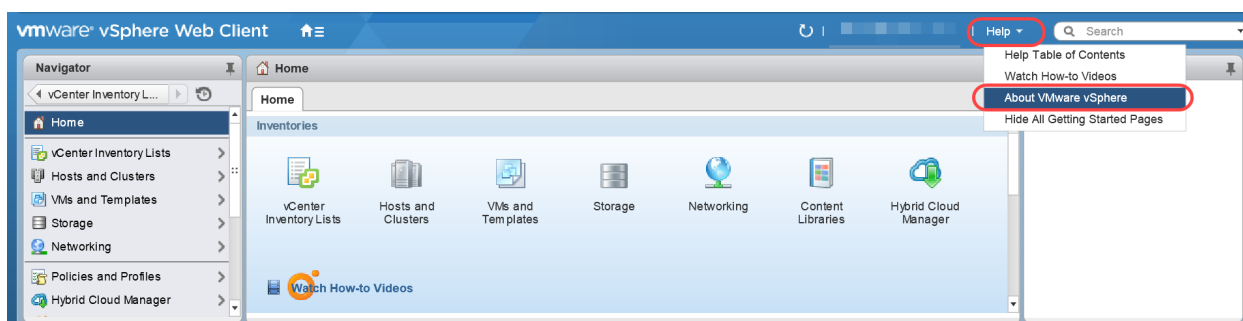 vmware® vSphere Web Client
Help
Search
Navigator
vCenter Inventory L...
Home
vCenter Inventory Lists
Hosts and Clusters
VMs and Templates
Storage
Networking
Policies and Profiles
Hybrid Cloud Manager
Home
Home
Inventories
vCenter
Inventory Lists
Hosts and
Clusters
VMs and
Templates
Storage
Networking
Content
Libraries
Hybrid Cloud
Manager
Watch How-to Videos
Help Table of Contents
Watch How-to Videos
About VMware vSphere
Hide All Getting Started Pages